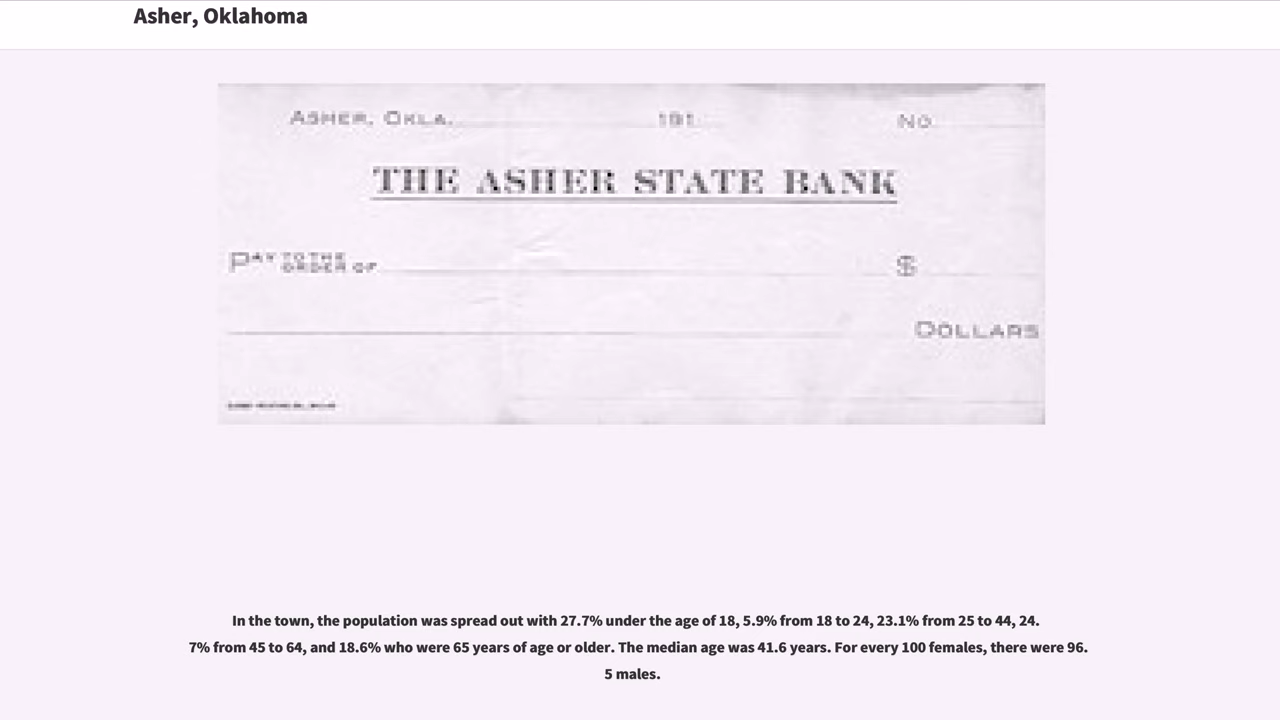 Asher, Oklahoma
ASHER, OKLA. 191 No.
THE ASHER STATE BANK
PAY TO THE ORDER OF $
DOLLARS
In the town, the population was spread out with 27.7% under the age of 18, 5.9% from 18 to 24, 23.1% from 25 to 44, 24.
7% from 45 to 64, and 18.6% who were 65 years of age or older. The median age was 41.6 years. For every 100 females, there were 96.
5 males.